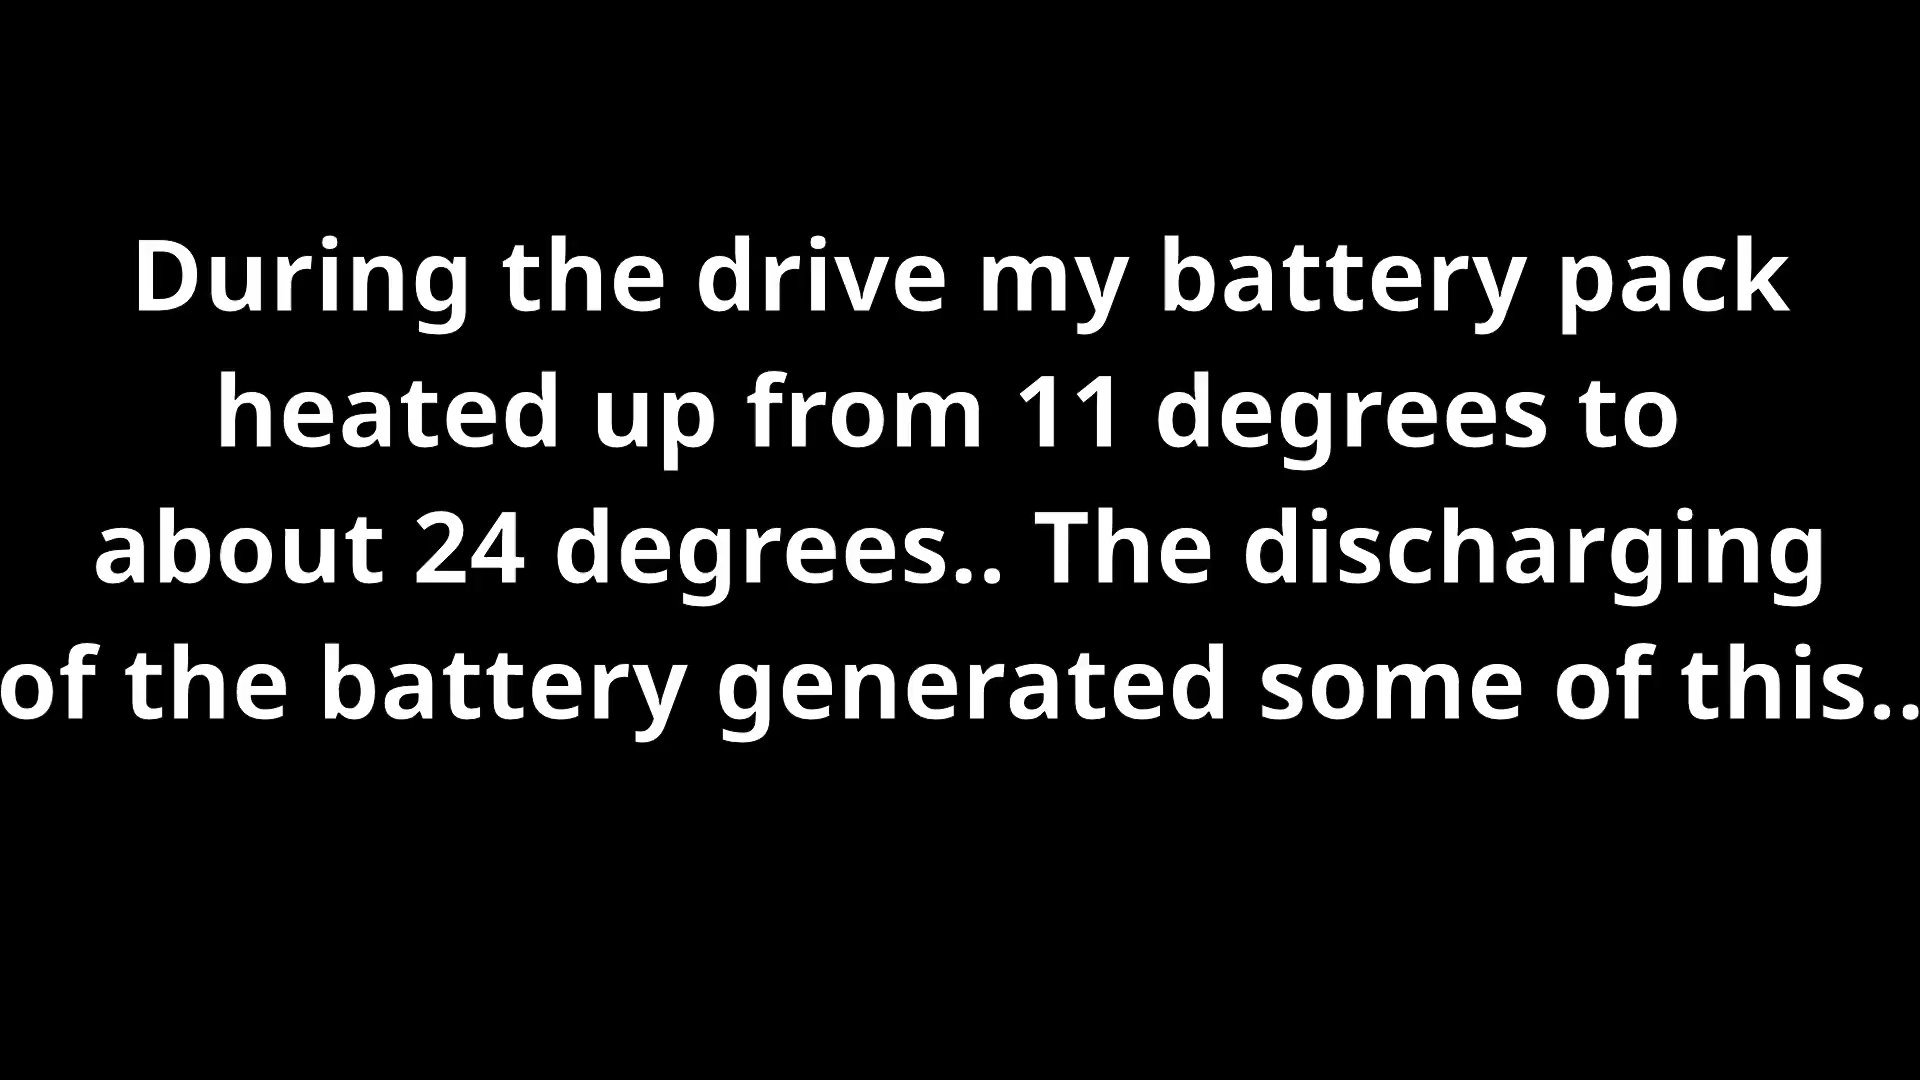 During the drive my battery pack
heated up from 11 degrees to
about 24 degrees.. The discharging
of the battery generated some of this..